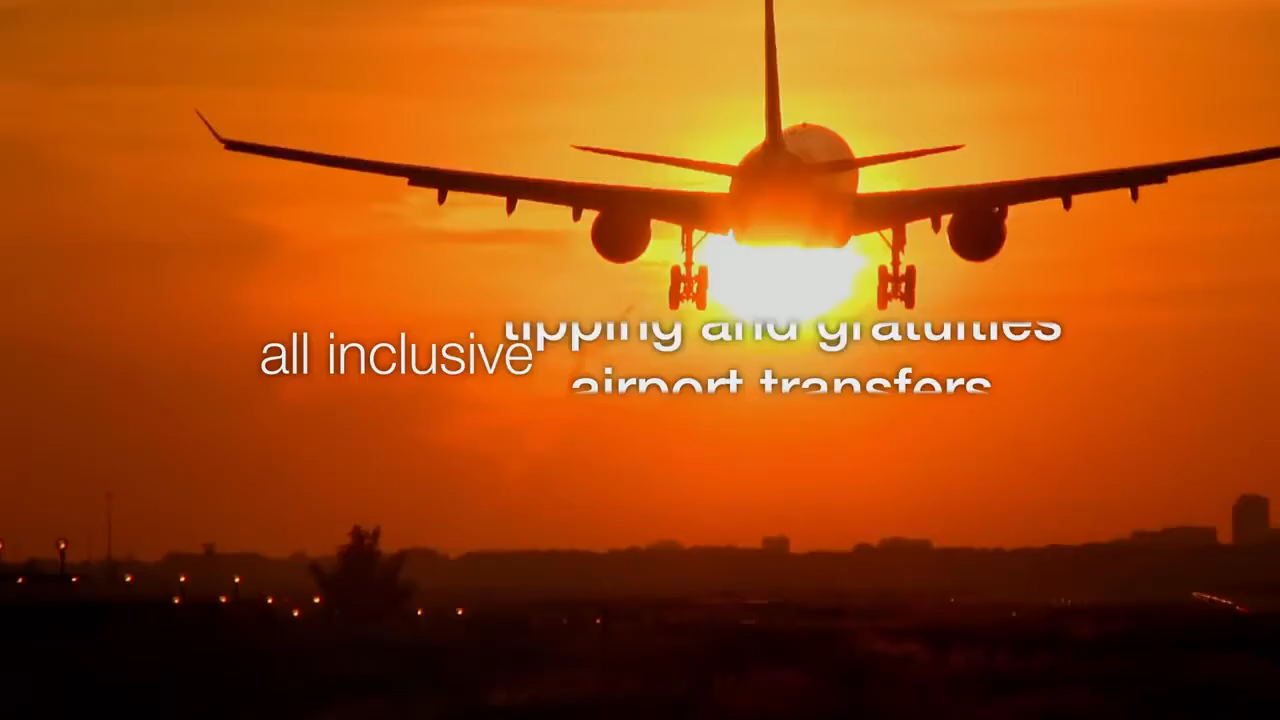 all inclusive
tipping and gratuities
airport transfers